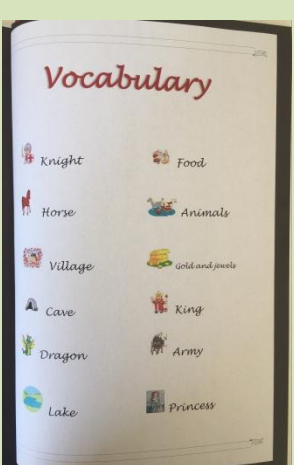 Vocabulary
Knight
Food
Horse
Animals
Village
Gold and jewels
Cave
King
Dragon
Army
Lake
Princess